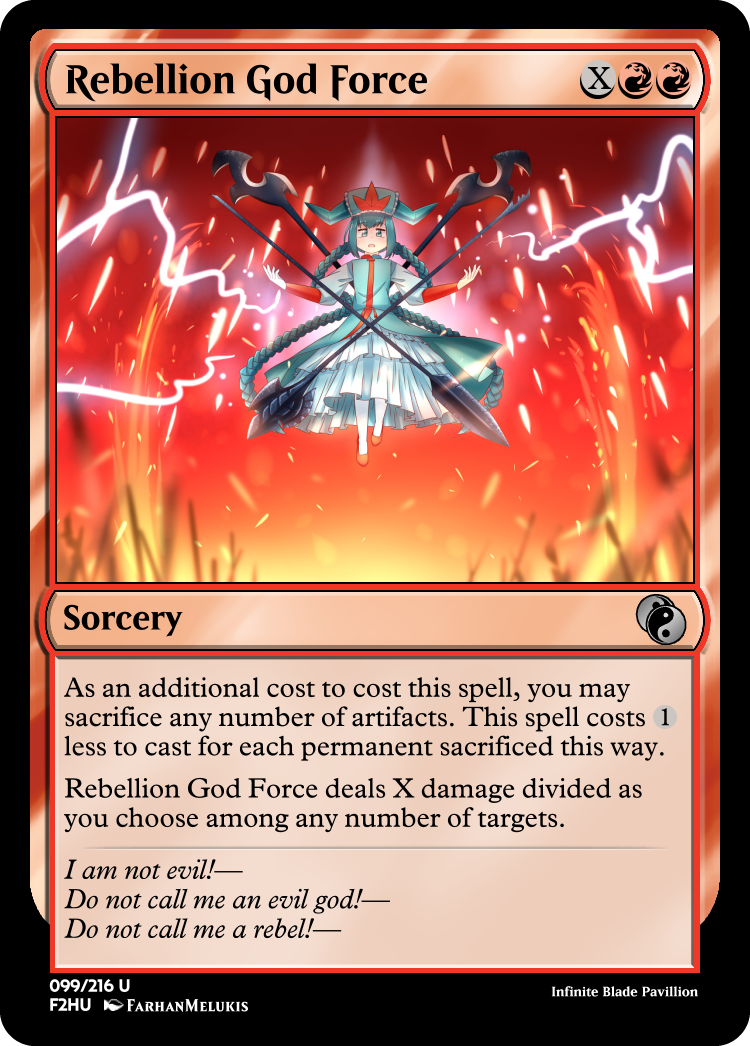 Rebellion God Force X
Sorcery
As an additional cost to cost this spell, you may
sacrifice any number of artifacts. This spell costs 1
less to cast for each permanent sacrificed this way.
Rebellion God Force deals X damage divided as
you choose among any number of targets.
I am not evil!—
Do not call me an evil god!—
Do not call me a rebel!—
099/216 U
F2HU FarhanMelukis
Infinite Blade Pavillion